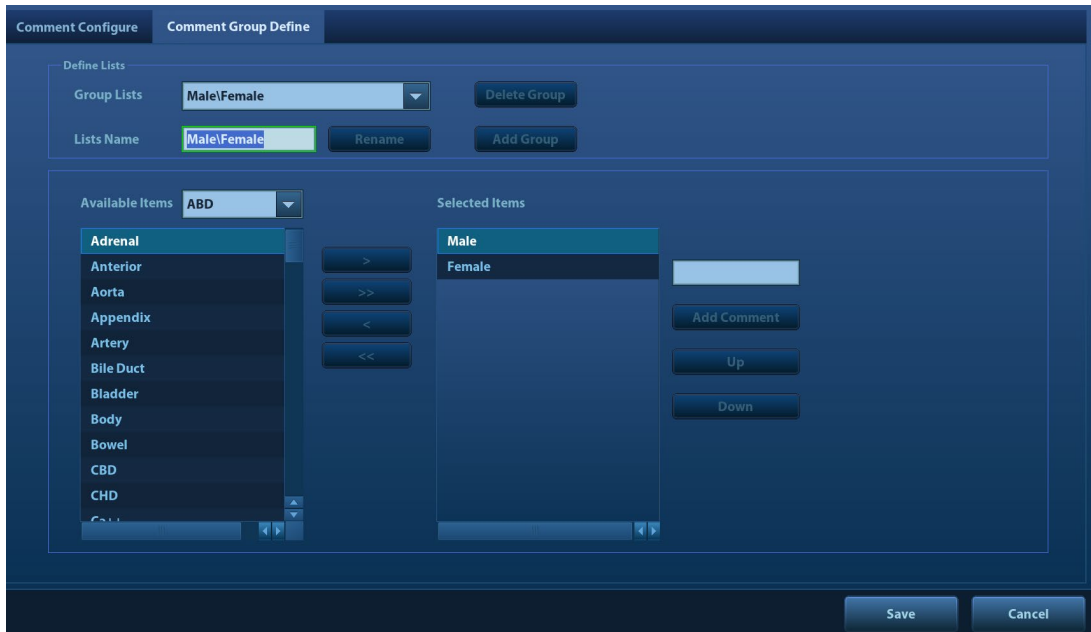 Comment Configure Comment Group Define
Define Lists
Group Lists Male\Female Delete Group
Lists Name Male\Female Rename Add Group
Available Items ABD Selected Items
Adrenal
Anterior
Aorta
Appendix
Artery
Bile Duct
Bladder
Body
Bowel
CBD
CHD
>
>>
<
<<
Male
Female
Add Comment
Up
Down
Save Cancel